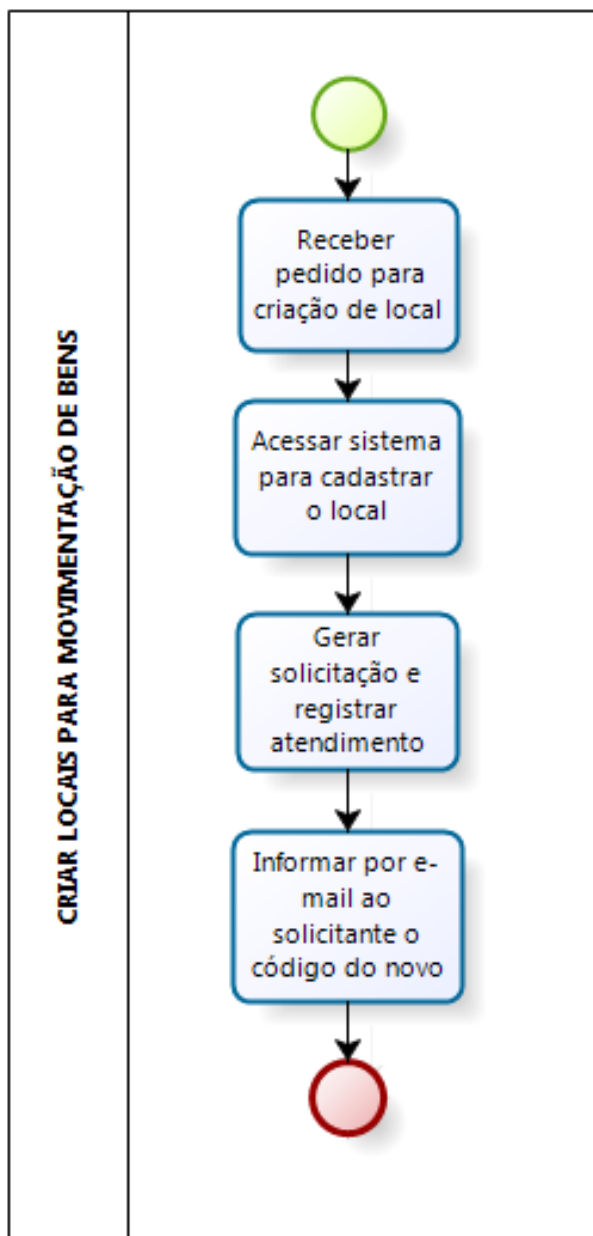 CRIAR LOCAIS PARA MOVIMENTAÇÃO DE BENS
Receber
pedido para
criação de local
Acessar sistema
para cadastrar
o local
Gerar
solicitação e
registrar
atendimento
Informar por e-
mail ao
solicitante o
código do novo